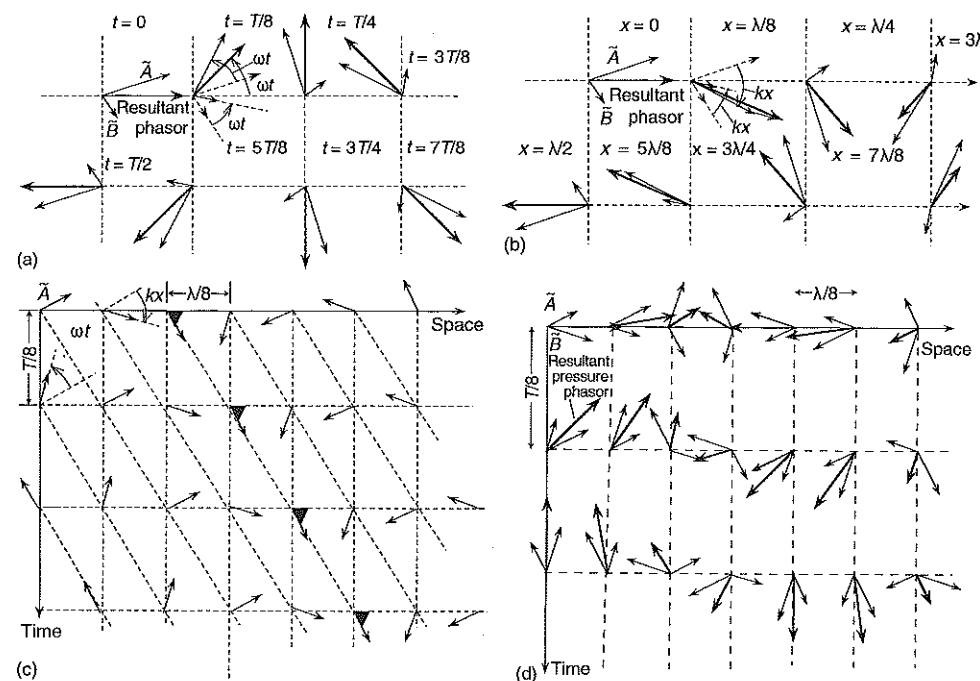 t = 0
t = T/8
t = T/4
t = 3T/8
Ã
ωt
ωt
ωt
Resultant
phasor
B̃
t = T/2
t = 5T/8
t = 3T/4
t = 7T/8
(a)
x = 0
x = λ/8
x = λ/4
x = 3λ
Ã
kx
kx
Resultant
phasor
B̃
x = λ/2
x = 5λ/8
x = 3λ/4
x = 7λ/8
(b)
Ã
kx
λ/8
Space
ωt
T/8
Time
(c)
Ã
λ/8
Space
B̃
Resultant
pressure
phasor
T/8
Time
(d)